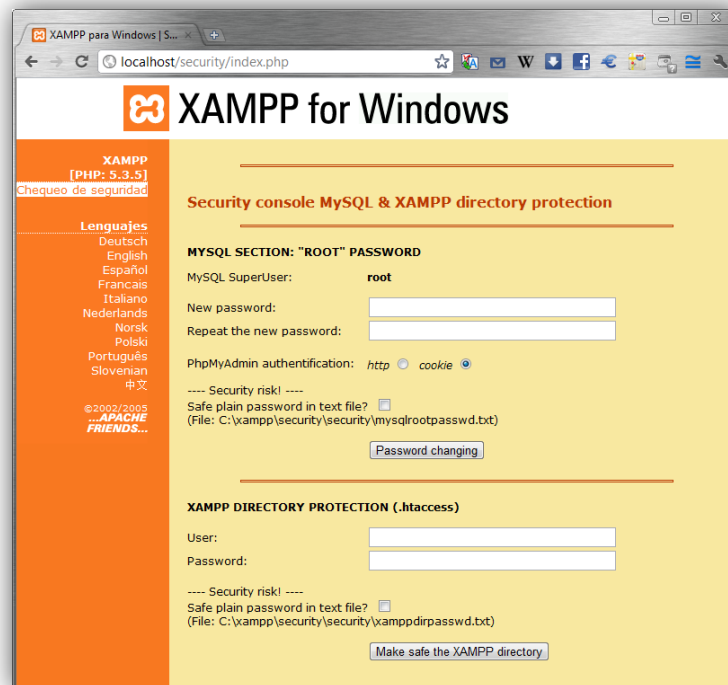 XAMPP para Windows | S...
localhost/security/index.php
W
XAMPP for Windows
XAMPP
[PHP: 5.3.5]
Chequeo de seguridad
Lenguajes
Deutsch
English
Español
Francais
Italiano
Nederlands
Norsk
Polski
Português
Slovenian
中文
©2002/2005
...APACHE
FRIENDS...
Security console MySQL & XAMPP directory protection
MYSQL SECTION: "ROOT" PASSWORD
MySQL SuperUser: root
New password:
Repeat the new password:
PhpMyAdmin authentification: http cookie
---- Security risk! ----
Safe plain password in text file?
(File: C:\xampp\security\security\mysqlrootpasswd.txt)
Password changing
XAMPP DIRECTORY PROTECTION (.htaccess)
User:
Password:
---- Security risk! ----
Safe plain password in text file?
(File: C:\xampp\security\security\xamppdirpasswd.txt)
Make safe the XAMPP directory